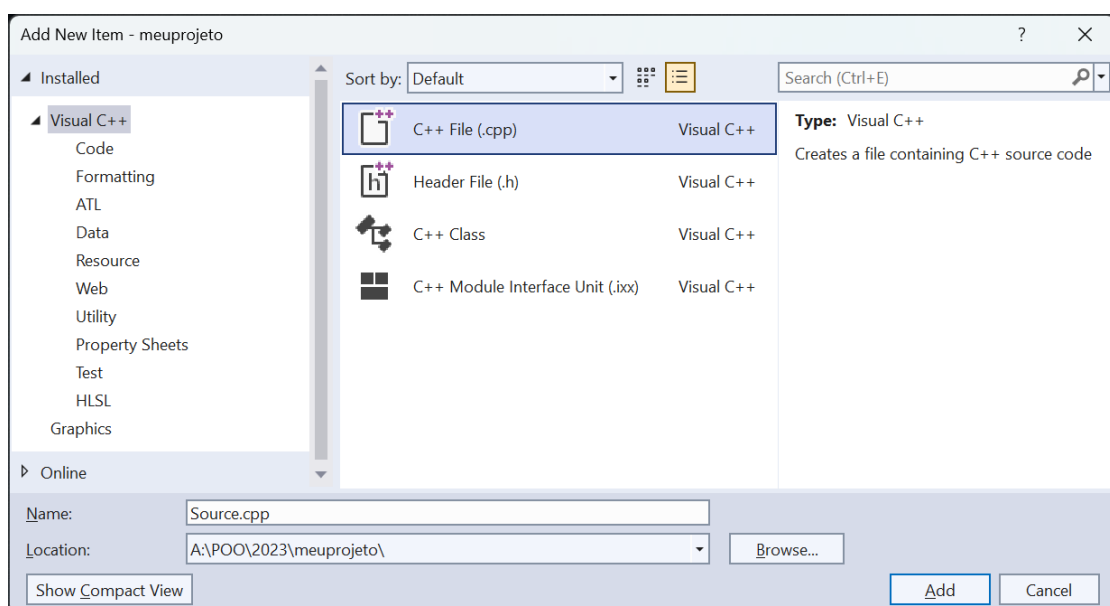 Add New Item - meuprojeto
?
Installed
Sort by: Default
Search (Ctrl+E)
Visual C++
Code
Formatting
ATL
Data
Resource
Web
Utility
Property Sheets
Test
HLSL
Graphics
Online
C++ File (.cpp) Visual C++
Header File (.h) Visual C++
C++ Class Visual C++
C++ Module Interface Unit (.ixx) Visual C++
Type: Visual C++
Creates a file containing C++ source code
Name: Source.cpp
Location: A:\POO\2023\meuprojeto\ Browse...
Show Compact View Add Cancel